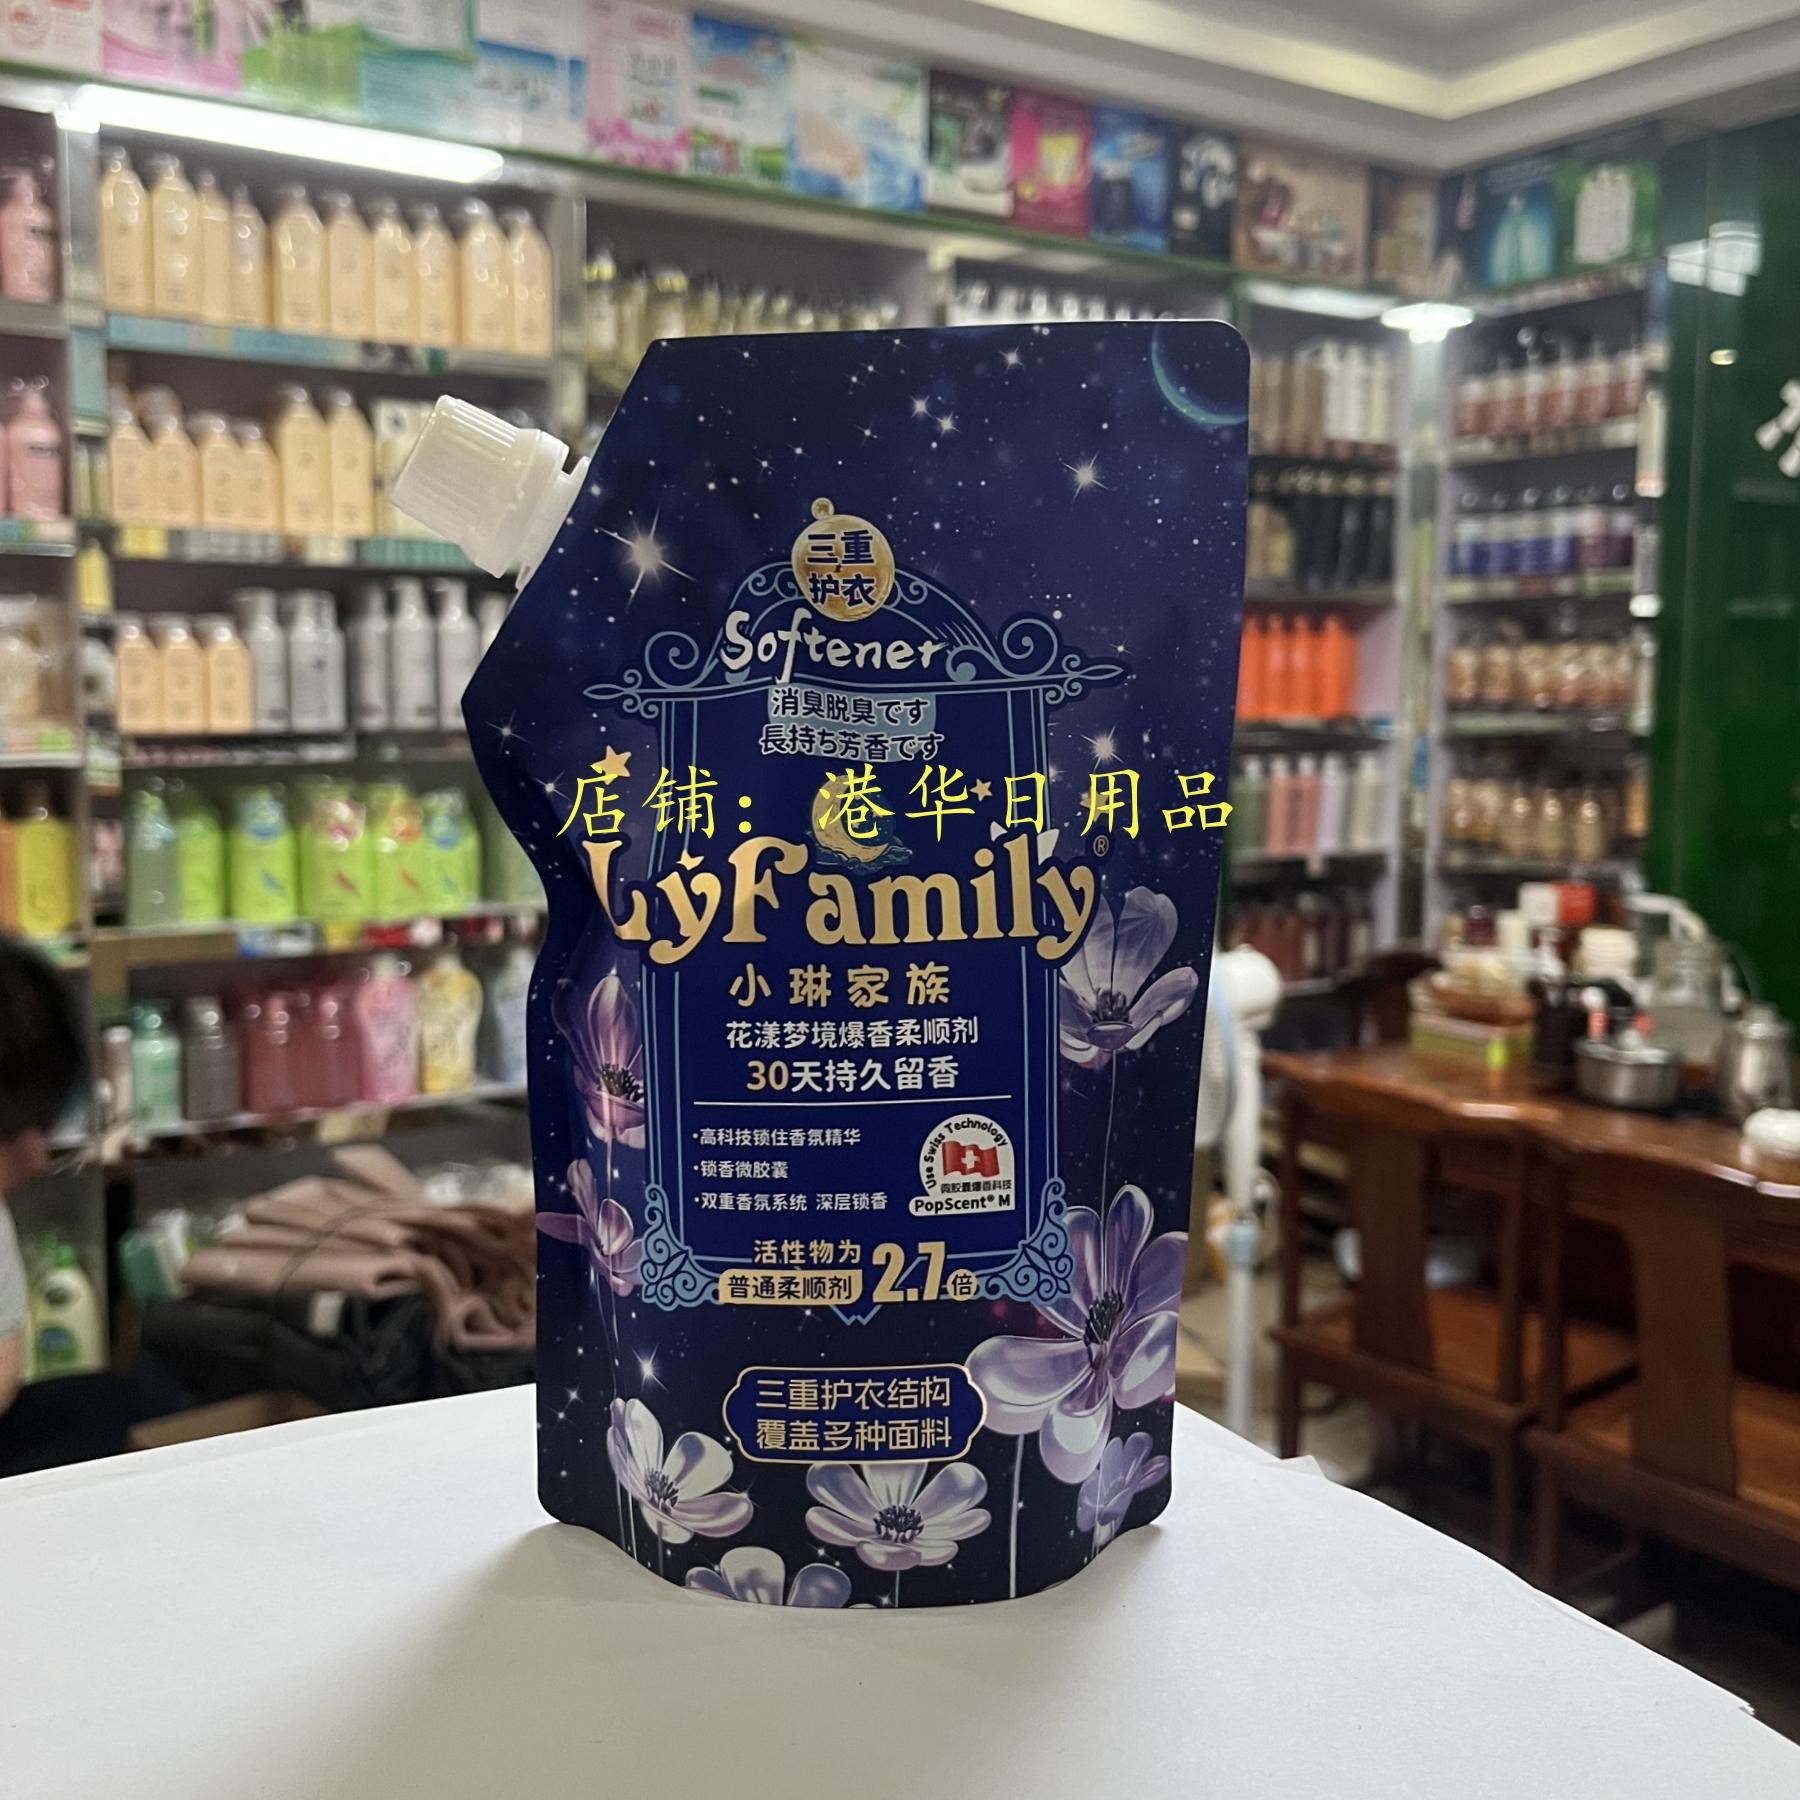 三重
护衣
Softener
消臭脱臭です
長持ち芳香です
店铺：港华日用品
LyFamily®
小琳家族
花漾梦境爆香柔顺剂
30天持久留香
·高科技锁住香氛精华
·锁香微胶囊
·双重香氛系统 深层锁香
Use Swiss Technology
微胶囊爆香科技
PopScent® M
活性物为
普通柔顺剂 2.7倍
三重护衣结构
覆盖多种面料